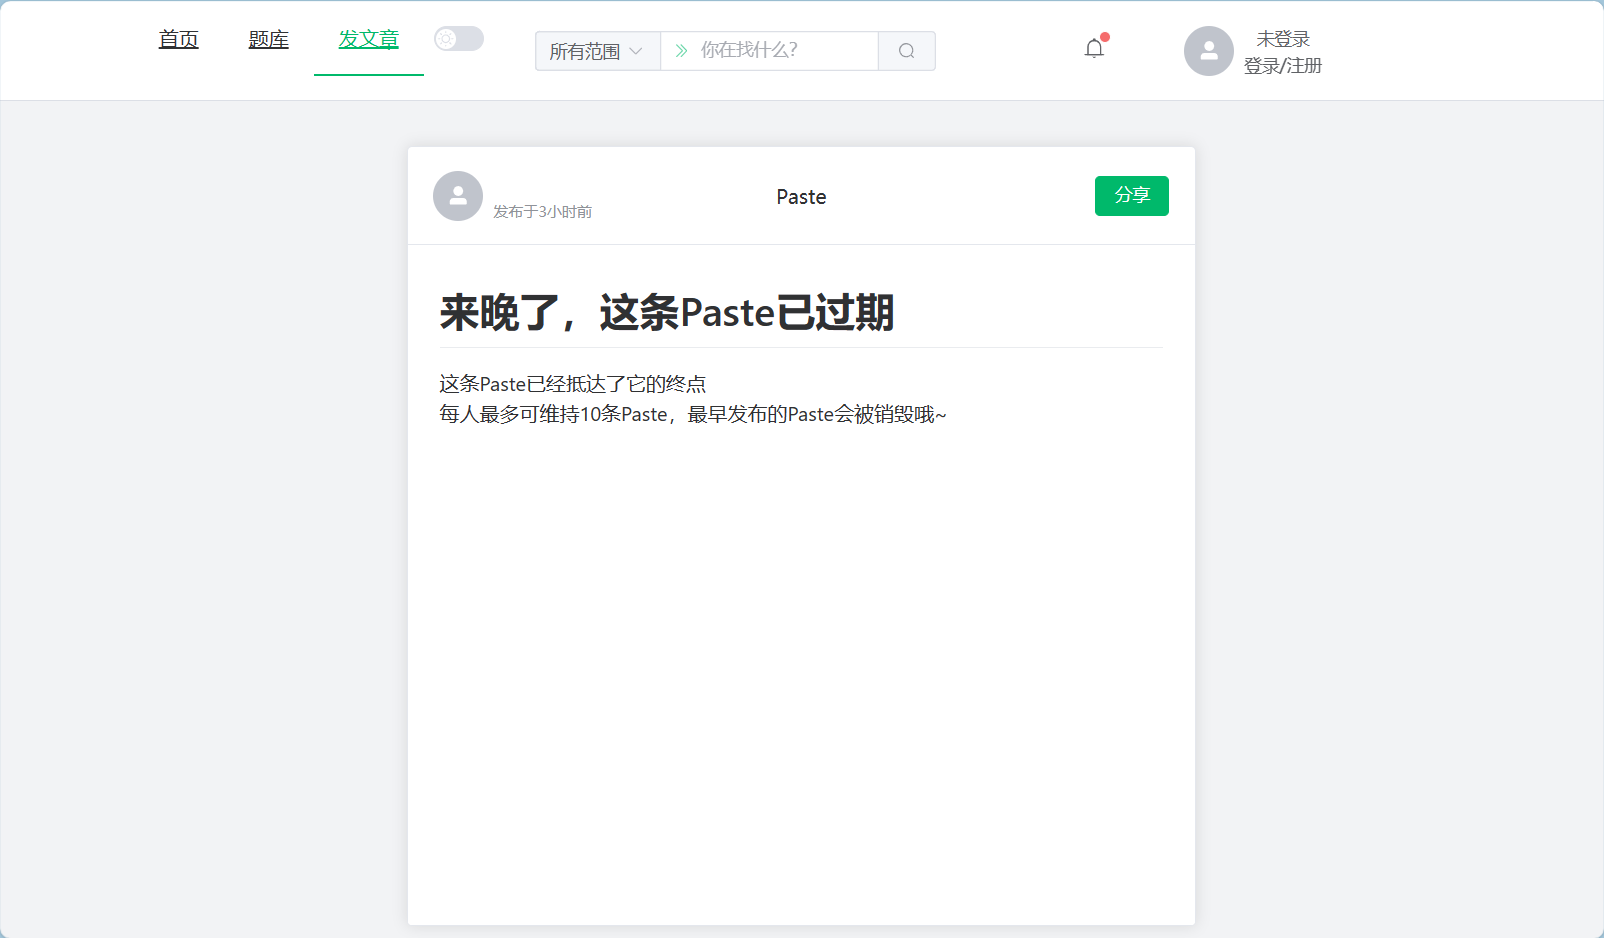 首页 题库 发文章 所有范围 你在找什么? 未登录
登录/注册
发布于3小时前 Paste 分享
来晚了，这条Paste已过期
这条Paste已经抵达了它的终点
每人最多可维持10条Paste，最早发布的Paste会被销毁哦~